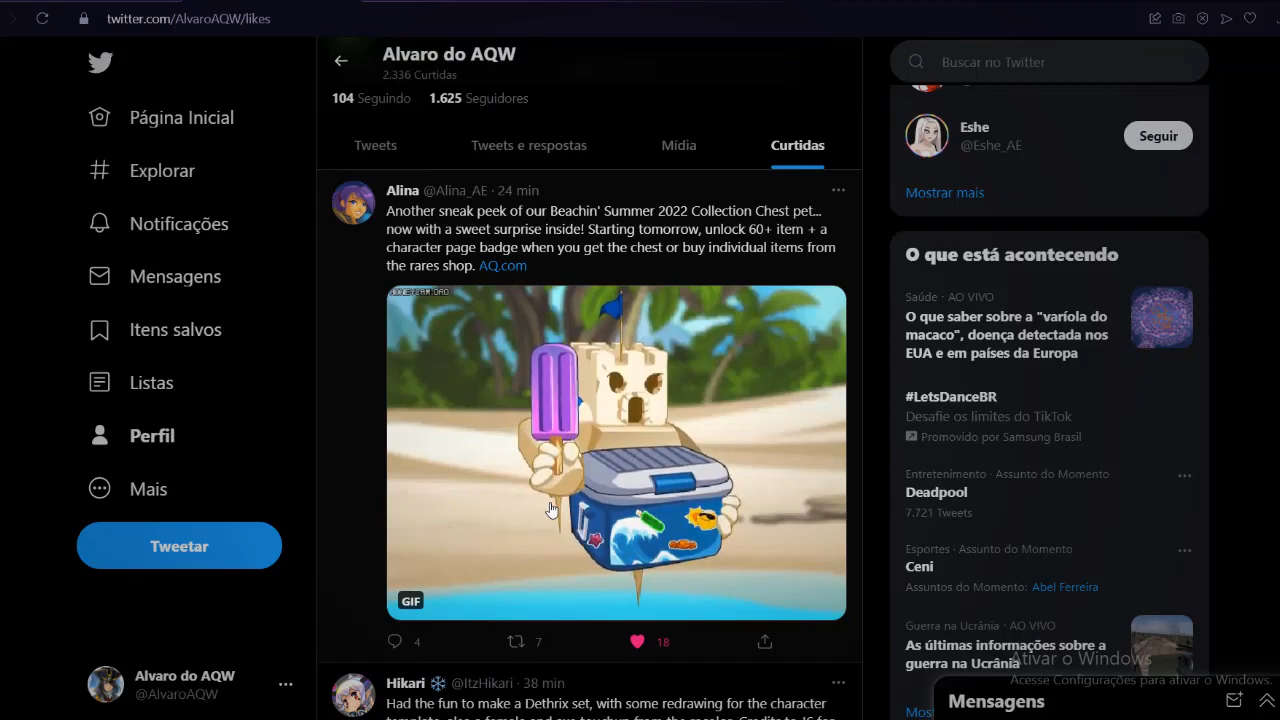 twitter.com/AlvaroAQW/likes
Página Inicial
Explorar
Notificações
Mensagens
Itens salvos
Listas
Perfil
Mais
Tweetar
Alvaro do AQW
@AlvaroAQW
Alvaro do AQW
2.336 Curtidas
104 Seguindo 1.625 Seguidores
Tweets Tweets e respostas Mídia Curtidas
Alina @Alina_AE · 24 min
Another sneak peek of our Beachin' Summer 2022 Collection Chest pet...
now with a sweet surprise inside! Starting tomorrow, unlock 60+ item + a
character page badge when you get the chest or buy individual items from
the rares shop. AQ.com
GIF
4 7 18
Hikari @ItzHikari · 38 min
Had the fun to make a Dethrix set, with some redrawing for the character
Buscar no Twitter
Eshe
@Eshe_AE
Seguir
Mostrar mais
O que está acontecendo
Saúde · AO VIVO
O que saber sobre a "varíola do
macaco", doença detectada nos
EUA e em países da Europa
#LetsDanceBR
Desafie os limites do TikTok
Promovido por Samsung Brasil
Entretenimento · Assunto do Momento
Deadpool
7.721 Tweets
Esportes · Assunto do Momento
Ceni
Assuntos do Momento: Abel Ferreira
Guerra na Ucrânia · AO VIVO
As últimas informações sobre a
guerra na Ucrânia
Ativar o Windows
Acesse Configurações para ativar o Windows.
Mensagens